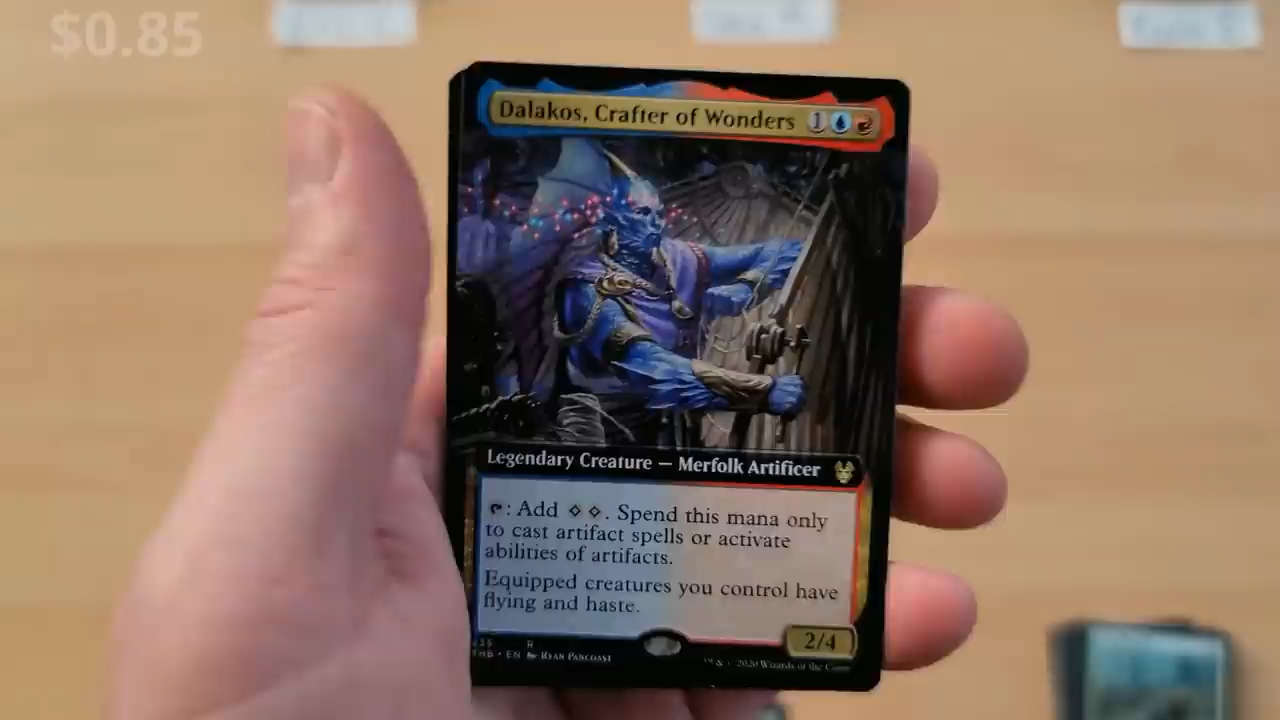 $0.85
Dalakos, Crafter of Wonders 1
Legendary Creature — Merfolk Artificer
: Add . Spend this mana only
to cast artifact spells or activate
abilities of artifacts.
Equipped creatures you control have
flying and haste.
2/4
R
EN RYAN PANCOAST
2020 Wizards of the